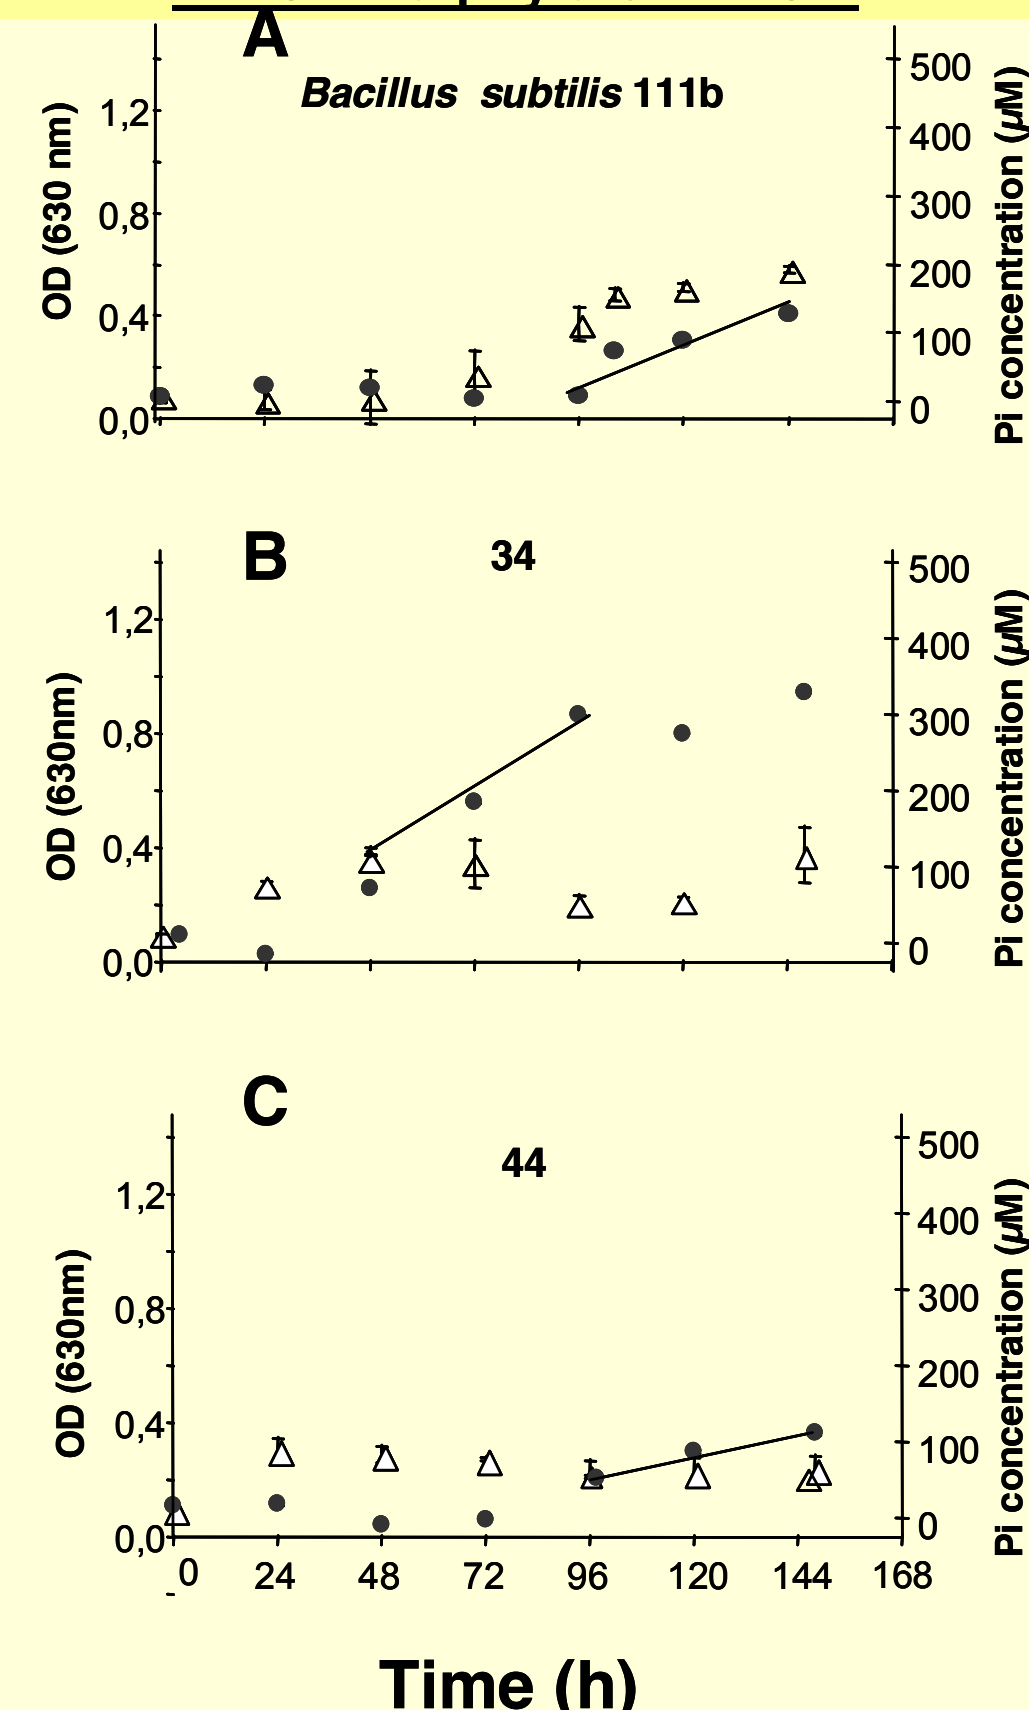 A
Bacillus subtilis 111b
OD (630 nm)
1,2
0,8
0,4
0,0
500
400
300
200
100
0
Pi concentration (µM)
B
34
OD (630nm)
1,2
0,8
0,4
0,0
500
400
300
200
100
0
Pi concentration (µM)
C
44
OD (630nm)
1,2
0,8
0,4
0,0
500
400
300
200
100
0
Pi concentration (µM)
0 24 48 72 96 120 144 168
Time (h)